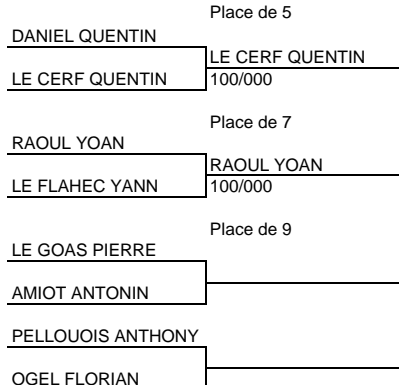 Place de 5
DANIEL QUENTIN
LE CERF QUENTIN
LE CERF QUENTIN
100/000
Place de 7
RAOUL YOAN
RAOUL YOAN
LE FLAHEC YANN
100/000
Place de 9
LE GOAS PIERRE
AMIOT ANTONIN
PELLOUOIS ANTHONY
OGEL FLORIAN